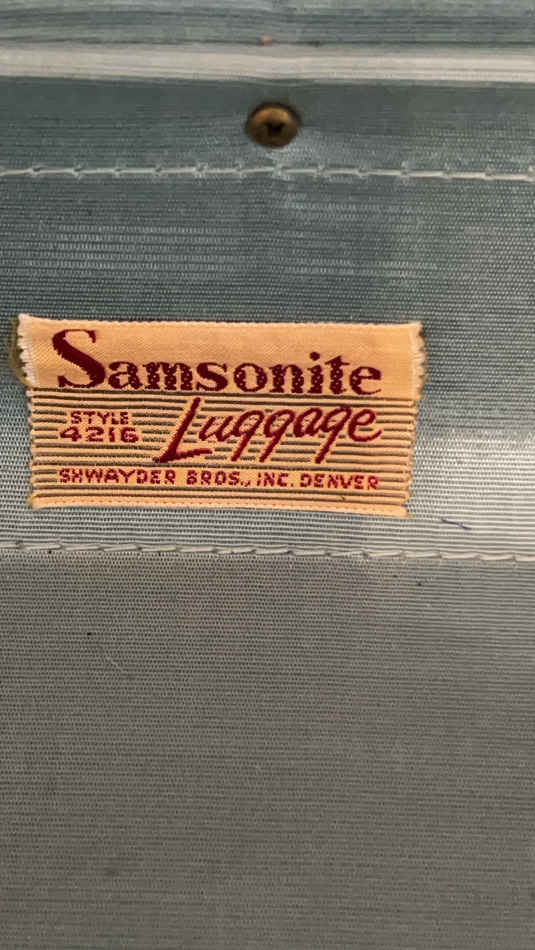 Samsonite
STYLE
4216
Luggage
SHWAYDER BROS., INC. DENVER